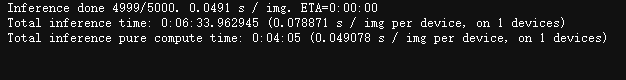 Inference done 4999/5000. 0.0491 s / img. ETA=0:00:00
Total inference time: 0:06:33.962945 (0.078871 s / img per device, on 1 devices)
Total inference pure compute time: 0:04:05 (0.049078 s / img per device, on 1 devices)